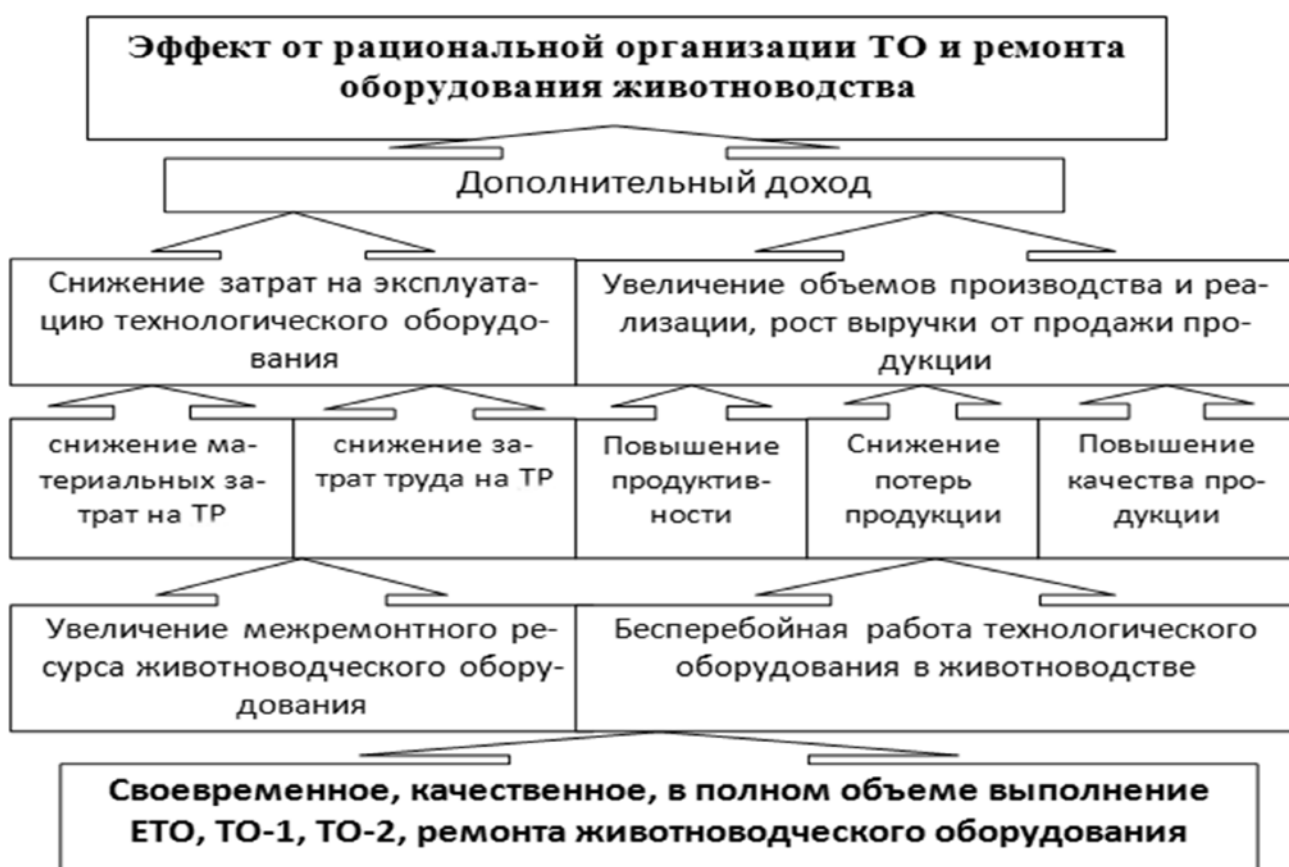 Эффект от рациональной организации ТО и ремонта
оборудования животноводства
Дополнительный доход
Снижение затрат на эксплуата-
цию технологического оборудо-
вания
Увеличение объемов производства и реа-
лизации, рост выручки от продажи про-
дукции
снижение ма-
териальных за-
трат на ТР
снижение за-
трат труда на ТР
Повышение
продуктив-
ности
Снижение
потерь
продукции
Повышение
качества про-
дукции
Увеличение межремонтного ре-
сурса животноводческого обору-
дования
Бесперебойная работа технологического
оборудования в животноводстве
Своевременное, качественное, в полном объеме выполнение
ЕТО, ТО-1, ТО-2, ремонта животноводческого оборудования